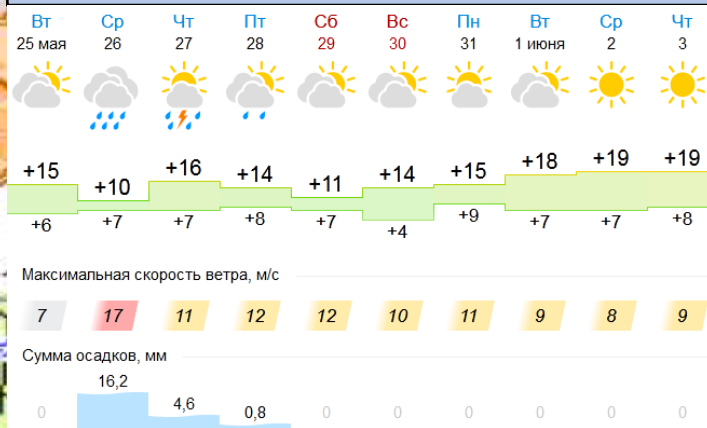 Вт Ср Чт Пт Сб Вс Пн Вт Ср Чт
25 мая 26 27 28 29 30 31 1 июня 2 3
+15 +10 +16 +14 +11 +14 +15 +18 +19 +19
+6 +7 +7 +8 +7 +4 +9 +7 +7 +8
Максимальная скорость ветра, м/с
7 17 11 12 12 10 11 9 8 9
Сумма осадков, мм
0 16,2 4,6 0,8 0 0 0 0 0 0